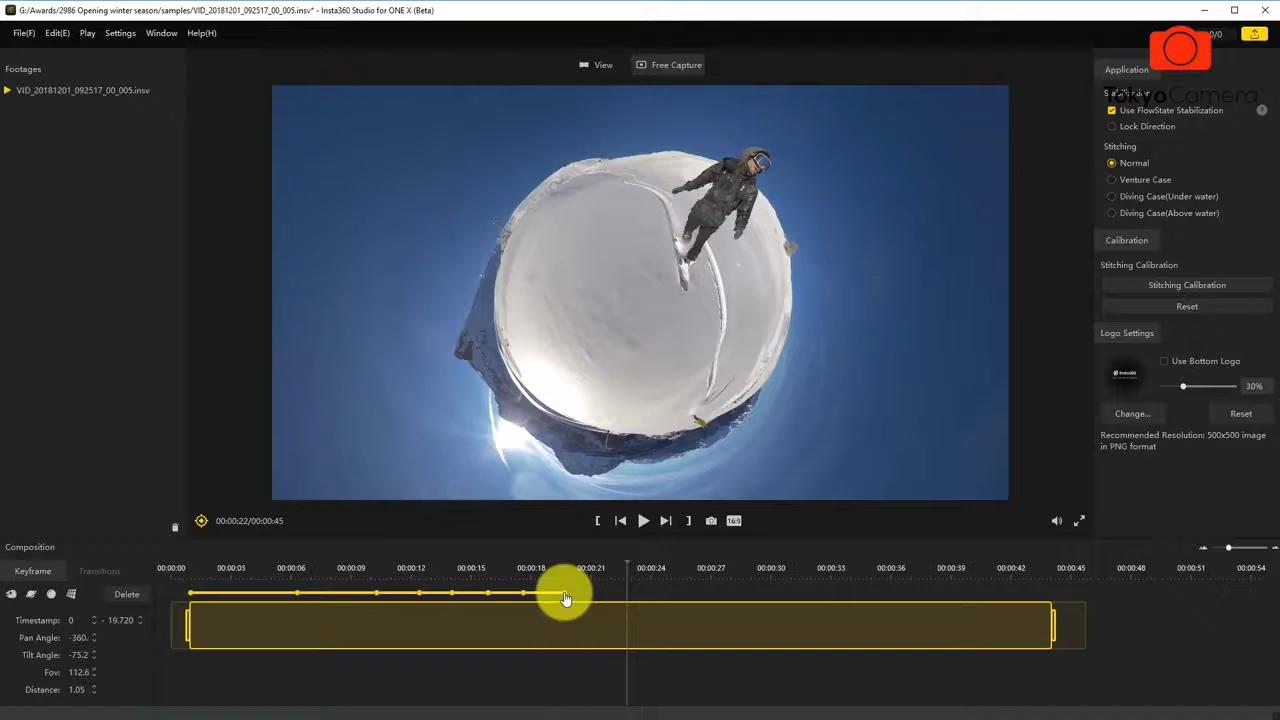 G:/Awards/2986 Opening winter season/samples/VID_20181201_092517_00_005.insv* - Insta360 Studio for ONE X (Beta)
File(F) Edit(E) Play Settings Window Help(H)
0/0
View Free Capture
Footages
VID_20181201_092517_00_005.insv
Application
TokyoCamera
Use FlowState Stabilization
Lock Direction
Stitching
Normal
Venture Case
Diving Case(Under water)
Diving Case(Above water)
Calibration
Stitching Calibration
Stitching Calibration
Reset
Logo Settings
Insta360
Use Bottom Logo
30%
Change... Reset
Recommended Resolution: 500x500 image
in PNG format
00:00:22/00:00:45
16:9
Composition
Keyframe Transitions
00:00:00 00:00:03 00:00:06 00:00:09 00:00:12 00:00:15 00:00:18 00:00:21 00:00:24 00:00:27 00:00:30 00:00:33 00:00:36 00:00:39 00:00:42 00:00:45 00:00:48 00:00:51 00:00:54
Delete
Timestamp: 0 - 19.720
Pan Angle: -360.
Tilt Angle: -75.2
Fov: 112.6
Distance: 1.05